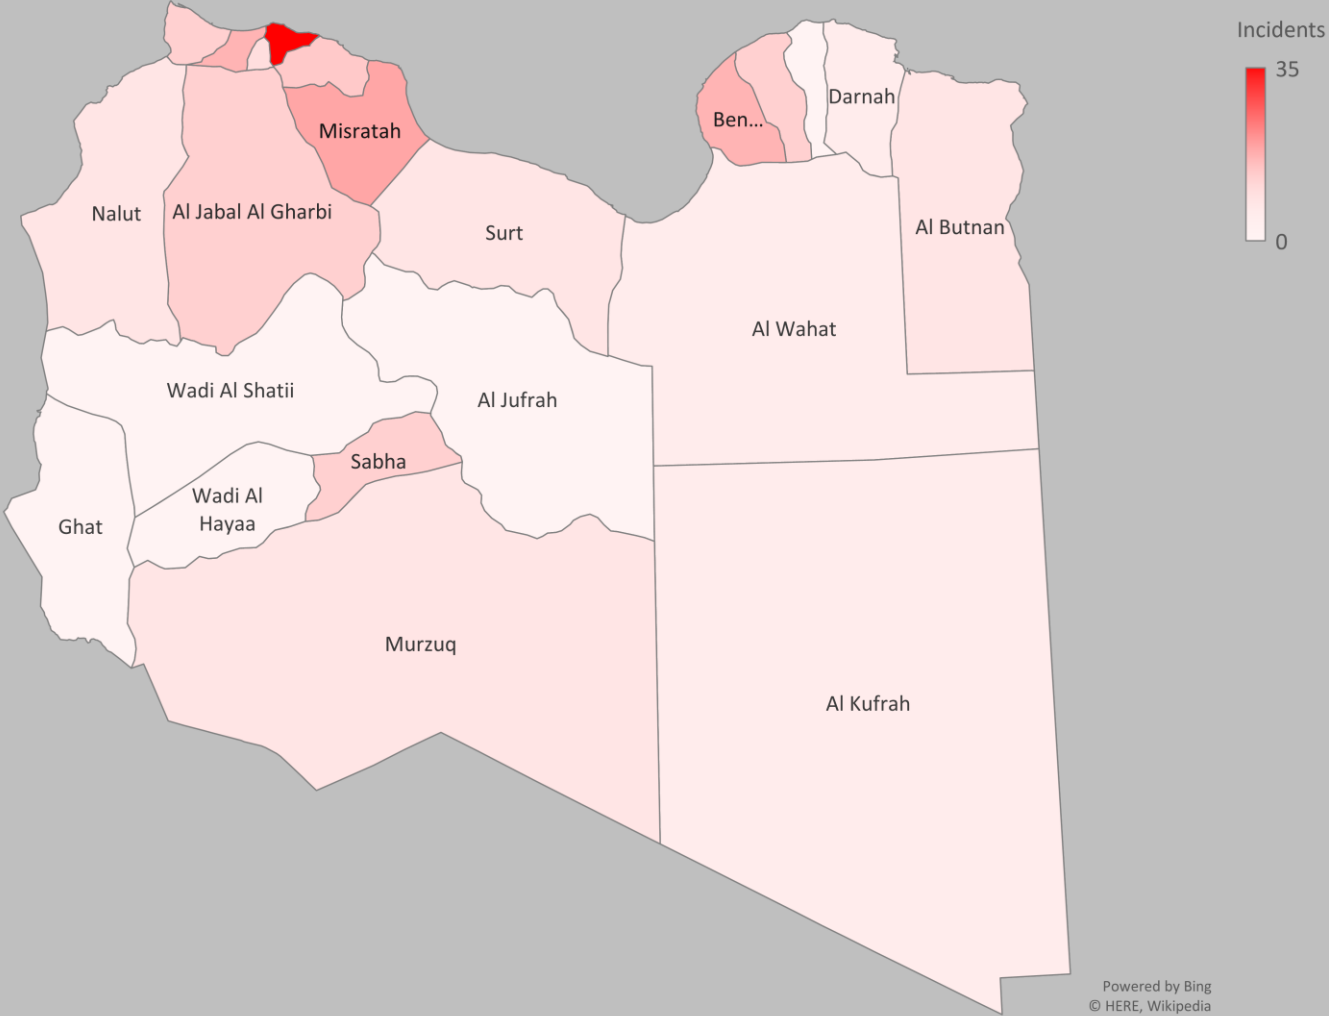 Incidents
35
0
Darnah
Ben...
Misratah
Nalut
Al Jabal Al Gharbi
Surt
Al Butnan
Al Wahat
Wadi Al Shatii
Al Jufrah
Sabha
Wadi Al
Hayaa
Ghat
Murzuq
Al Kufrah
Powered by Bing
© HERE, Wikipedia